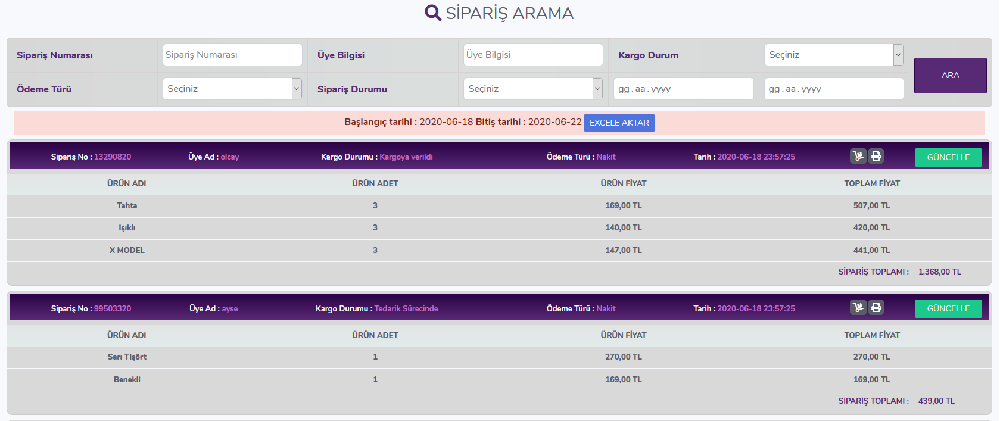 SİPARİŞ ARAMA
Sipariş Numarası Sipariş Numarası Üye Bilgisi Üye Bilgisi Kargo Durum Seçiniz
ARA
Ödeme Türü Seçiniz Sipariş Durumu Seçiniz gg.aa.yyyy gg.aa.yyyy
Başlangıç tarihi : 2020-06-18 Bitiş tarihi : 2020-06-22 EXCELE AKTAR
Sipariş No : 13290820 Üye Ad : olcay Kargo Durumu : Kargoya verildi Ödeme Türü : Nakit Tarih : 2020-06-18 23:57:25 GÜNCELLE
ÜRÜN ADI ÜRÜN ADET ÜRÜN FİYAT TOPLAM FİYAT
Tahta 3 169,00 TL 507,00 TL
Işıklı 3 140,00 TL 420,00 TL
X MODEL 3 147,00 TL 441,00 TL
SİPARİŞ TOPLAMI : 1.368,00 TL
Sipariş No : 99503320 Üye Ad : ayse Kargo Durumu : Tedarik Sürecinde Ödeme Türü : Nakit Tarih : 2020-06-18 23:57:25 GÜNCELLE
ÜRÜN ADI ÜRÜN ADET ÜRÜN FİYAT TOPLAM FİYAT
Sarı Tişört 1 270,00 TL 270,00 TL
Benekli 1 169,00 TL 169,00 TL
SİPARİŞ TOPLAMI : 439,00 TL